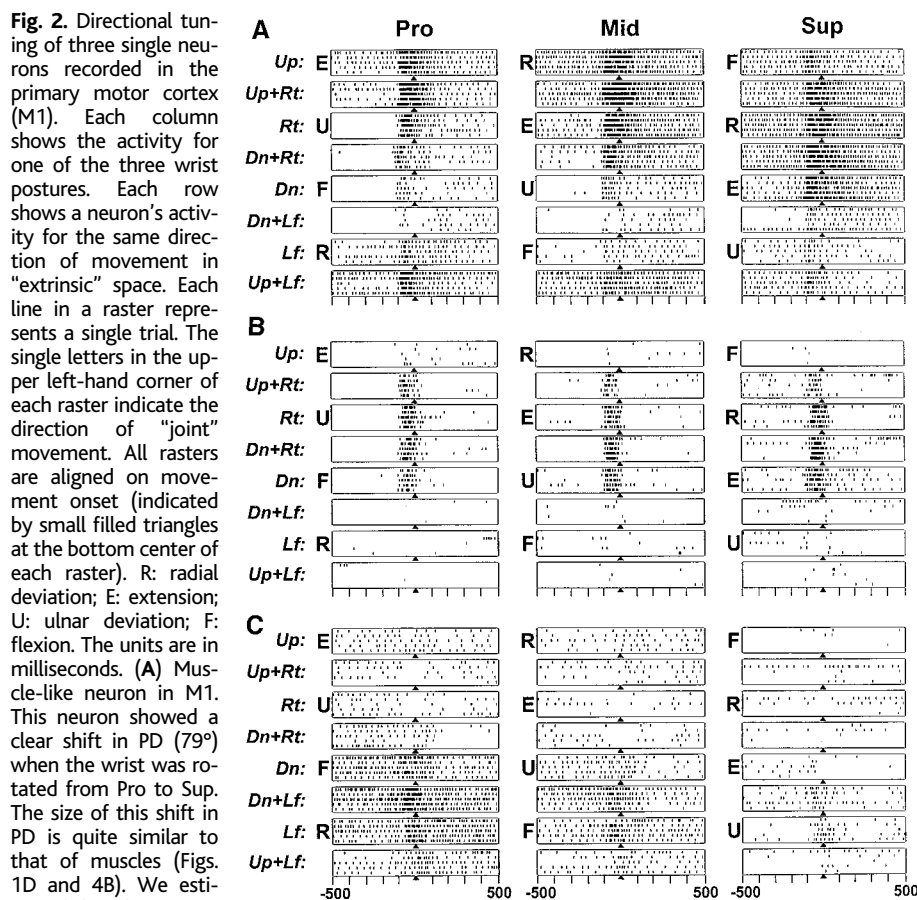 Fig. 2. Directional tun-
ing of three single neu-
rons recorded in the
primary motor cortex
(M1). Each column
shows the activity for
one of the three wrist
postures. Each row
shows a neuron's activ-
ity for the same direc-
tion of movement in
"extrinsic" space. Each
line in a raster repre-
sents a single trial. The
single letters in the up-
per left-hand corner of
each raster indicate the
direction of "joint"
movement. All rasters
are aligned on move-
ment onset (indicated
by small filled triangles
at the bottom center of
each raster). R: radial
deviation; E: extension;
U: ulnar deviation; F:
flexion. The units are in
milliseconds. (A) Mus-
cle-like neuron in M1.
This neuron showed a
clear shift in PD (79°)
when the wrist was ro-
tated from Pro to Sup.
The size of this shift in
PD is quite similar to
that of muscles (Figs.
1D and 4B). We esti-
A Pro Mid Sup
Up: E R F
Up+Rt:
Rt: U E R
Dn+Rt:
Dn: F U E
Dn+Lf:
Lf: R F U
Up+Lf:
B
Up: E R F
Up+Rt:
Rt: U E R
Dn+Rt:
Dn: F U E
Dn+Lf:
Lf: R F U
Up+Lf:
C
Up: E R F
Up+Rt:
Rt: U E R
Dn+Rt:
Dn: F U E
Dn+Lf:
Lf: R F U
Up+Lf:
-500 500 -500 500 -500 500